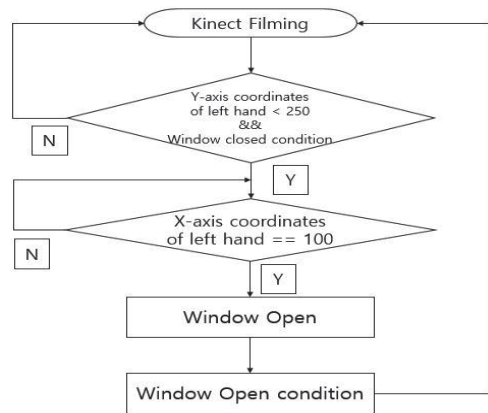 Kinect Filming
Y-axis coordinates
of left hand < 250
&&
Window closed condition
N
Y
X-axis coordinates
of left hand == 100
N
Y
Window Open
Window Open condition